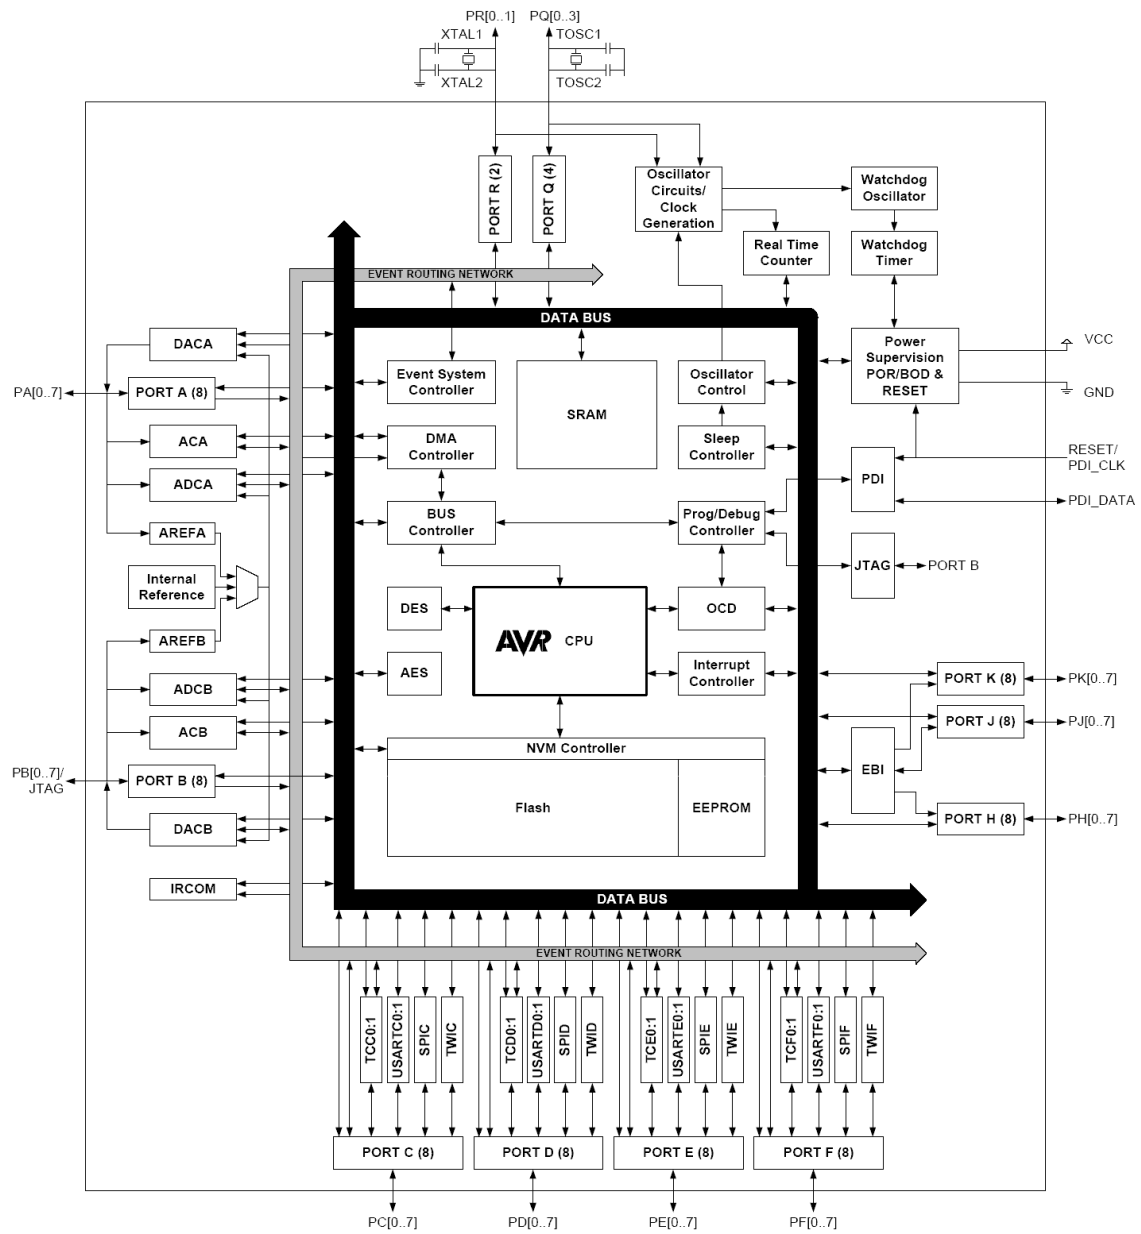 PR[0..1]
PQ[0..3]
XTAL1
TOSC1
XTAL2
TOSC2
PORT R (2)
PORT Q (4)
Oscillator
Circuits/
Clock
Generation
Watchdog
Oscillator
Real Time
Counter
Watchdog
Timer
EVENT ROUTING NETWORK
DATA BUS
DACA
PA[0..7]
PORT A (8)
ACA
ADCA
AREFA
Internal
Reference
AREFB
ADCB
ACB
PB[0..7]/
JTAG
PORT B (8)
DACB
IRCOM
Event System
Controller
SRAM
Oscillator
Control
Power
Supervision
POR/BOD &
RESET
VCC
GND
DMA
Controller
Sleep
Controller
RESET/
PDI_CLK
PDI
PDI_DATA
BUS
Controller
Prog/Debug
Controller
JTAG
PORT B
DES
AVR
CPU
OCD
AES
Interrupt
Controller
NVM Controller
Flash
EEPROM
PORT K (8)
PK[0..7]
PORT J (8)
PJ[0..7]
EBI
PORT H (8)
PH[0..7]
DATA BUS
EVENT ROUTING NETWORK
TCC0:1
USARTC0:1
SPIC
TWIC
TCD0:1
USARTD0:1
SPID
TWID
TCE0:1
USARTE0:1
SPIE
TWIE
TCF0:1
USARTF0:1
SPIF
TWIF
PORT C (8)
PORT D (8)
PORT E (8)
PORT F (8)
PC[0..7]
PD[0..7]
PE[0..7]
PF[0..7]